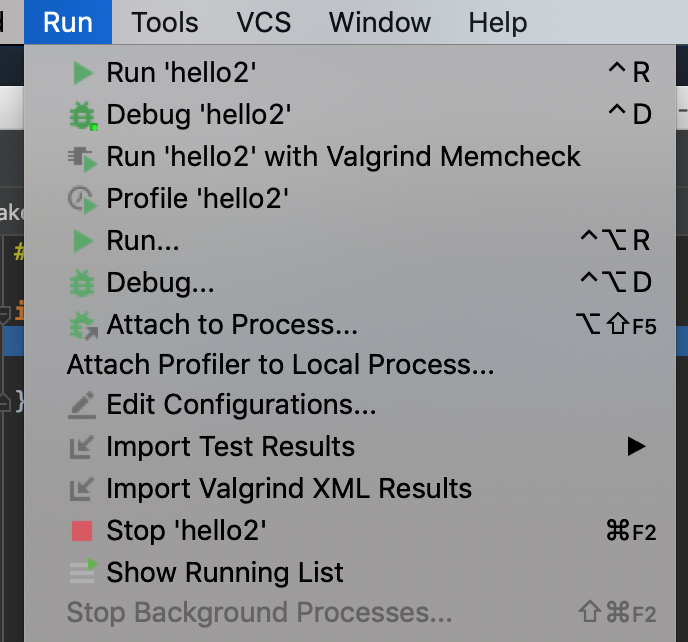 Run Tools VCS Window Help
Run 'hello2' ^R
Debug 'hello2' ^D
Run 'hello2' with Valgrind Memcheck
Profile 'hello2'
Run... ^⌥R
Debug... ^⌥D
Attach to Process... ⌥⇧F5
Attach Profiler to Local Process...
Edit Configurations...
Import Test Results ▶
Import Valgrind XML Results
Stop 'hello2' ⌘F2
Show Running List
Stop Background Processes... ⇧⌘F2